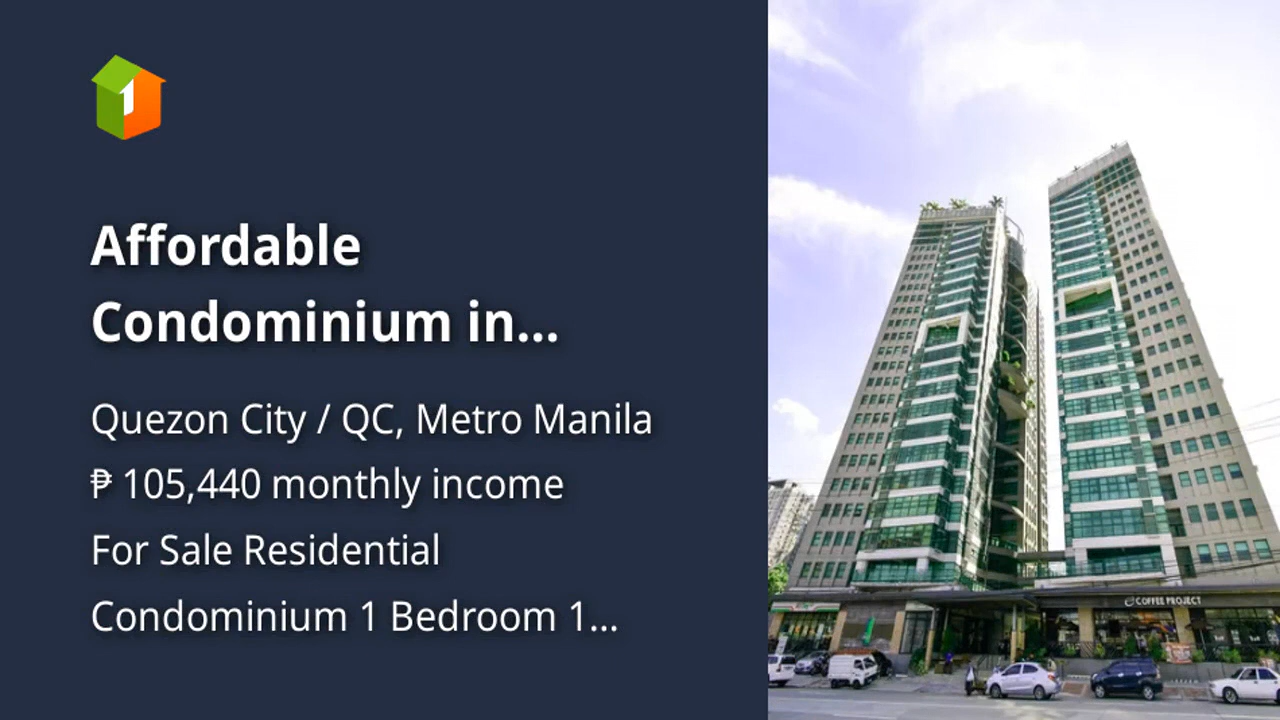 Affordable
Condominium in...
Quezon City / QC, Metro Manila
₱ 105,440 monthly income
For Sale Residential
Condominium 1 Bedroom 1...
COFFEE PROJECT